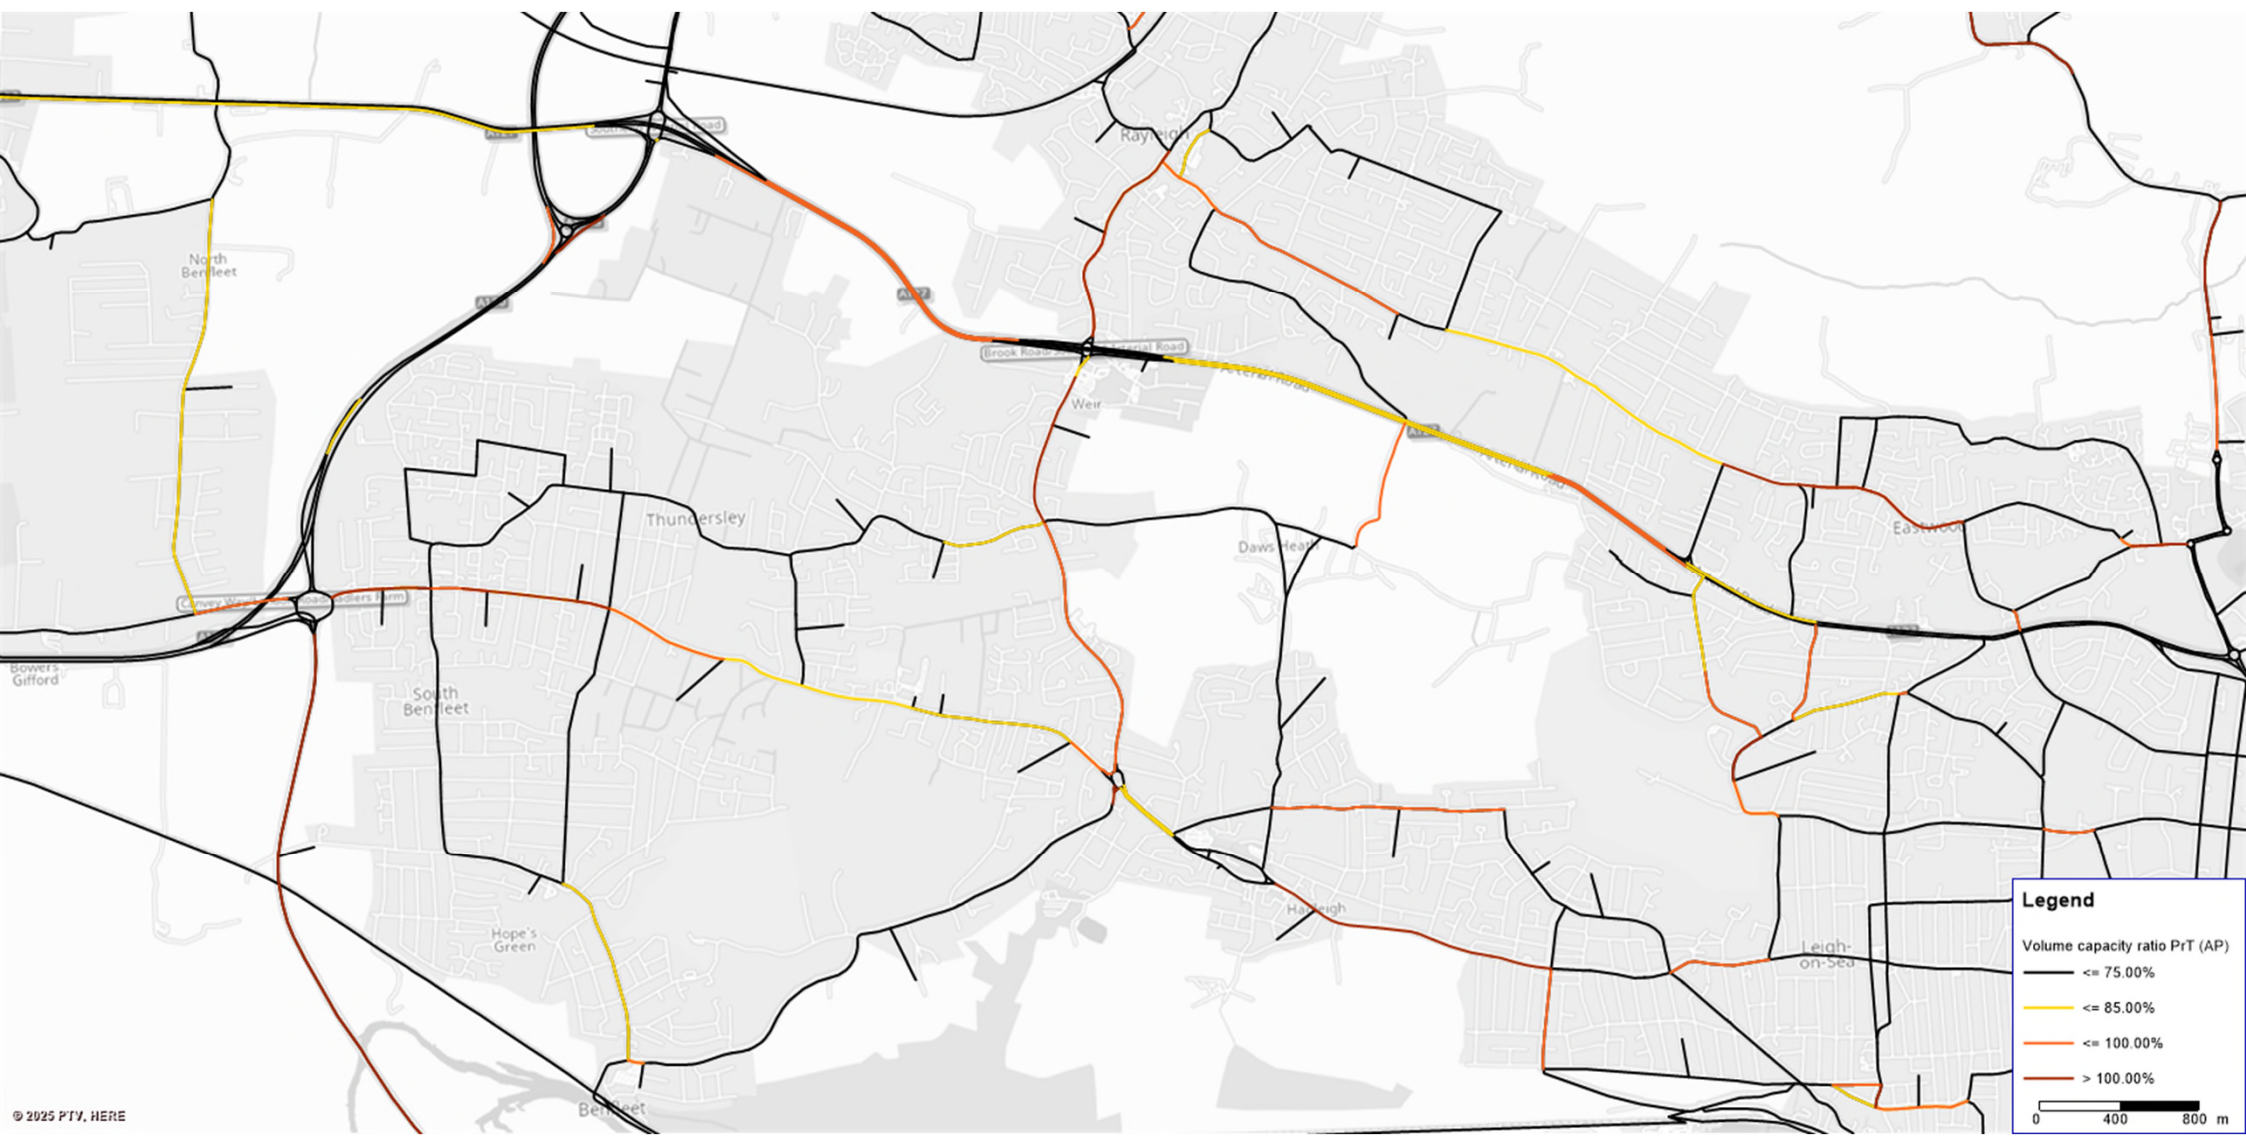 Rayleigh
North
Benfleet
Weir
Thundersley
Daws Heath
Eastwood
Bowers
Gifford
South
Benfleet
Hadleigh
Hope's
Green
Leigh-
on-Sea
Benfleet
Legend
Volume capacity ratio PrT (AP)
<= 75.00%
<= 85.00%
<= 100.00%
> 100.00%
0 400 800 m
© 2025 PTV, HERE